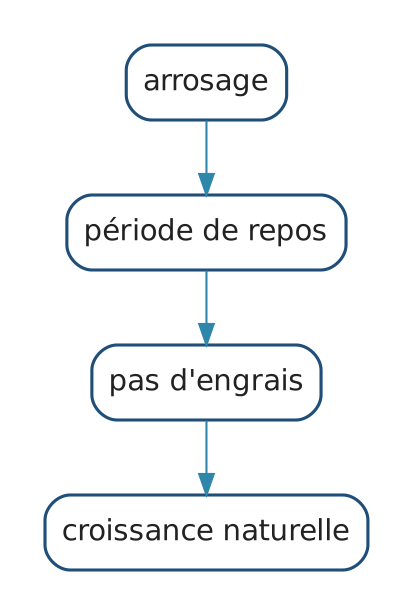 arrosage
période de repos
pas d'engrais
croissance naturelle